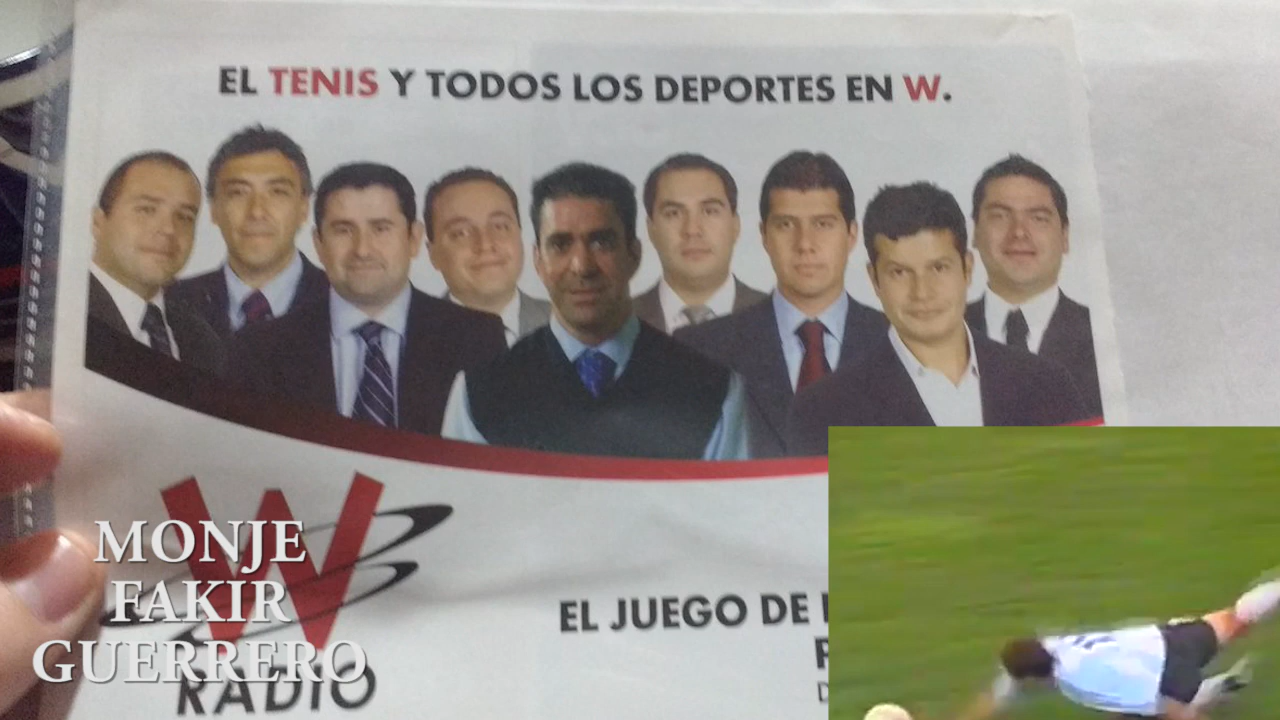 EL TENIS Y TODOS LOS DEPORTES EN W.
W
RADIO
MONJE
FAKIR
GUERRERO
EL JUEGO DE